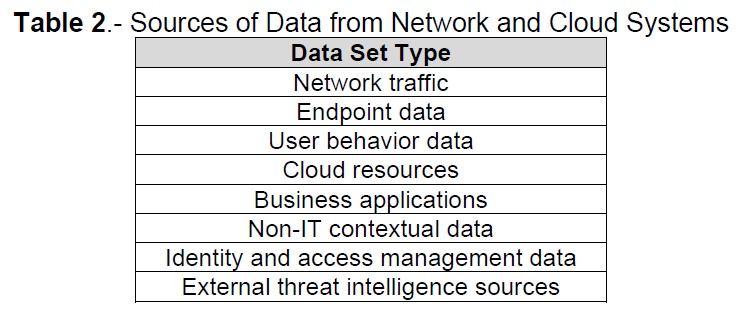 Table 2.- Sources of Data from Network and Cloud Systems
Data Set Type
Network traffic
Endpoint data
User behavior data
Cloud resources
Business applications
Non-IT contextual data
Identity and access management data
External threat intelligence sources